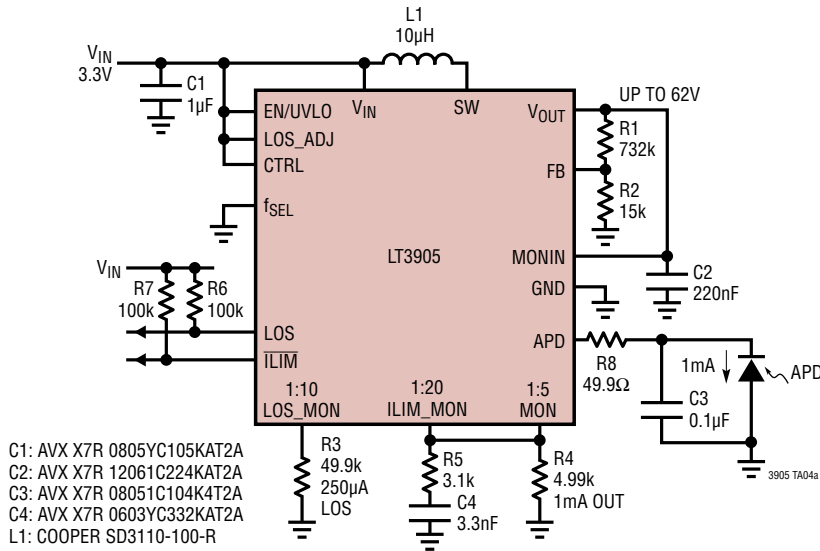 L1
10µH
VIN
3.3V
C1
1µF
EN/UVLO
VIN
SW
VOUT
UP TO 62V
LOS_ADJ
CTRL
R1
732k
FB
R2
15k
fSEL
LT3905
MONIN
C2
220nF
GND
VIN
R7
100k
R6
100k
LOS
ILIM
APD
R8
49.9Ω
1mA
APD
C3
0.1µF
1:10
LOS_MON
1:20
ILIM_MON
1:5
MON
R3
49.9k
250µA
LOS
R5
3.1k
C4
3.3nF
R4
4.99k
1mA OUT
3905 TA04a
C1: AVX X7R 0805YC105KAT2A
C2: AVX X7R 12061C224KAT2A
C3: AVX X7R 08051C104K4T2A
C4: AVX X7R 0603YC332KAT2A
L1: COOPER SD3110-100-R